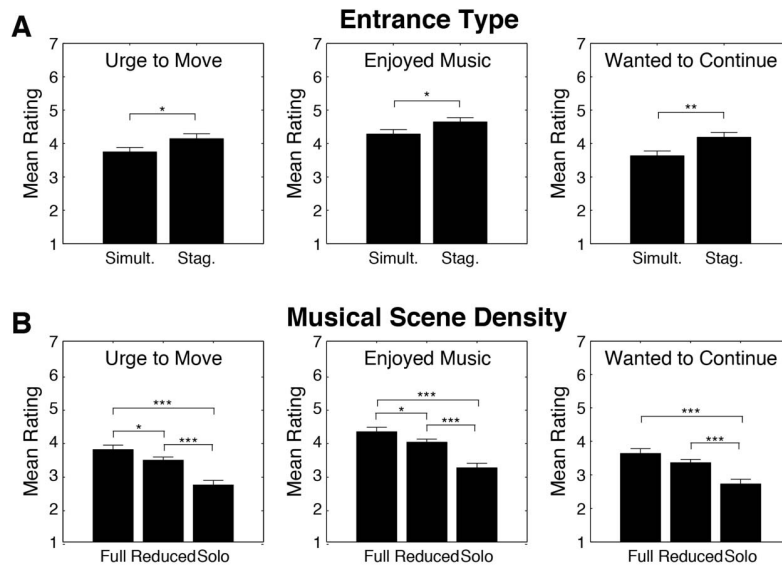 A
Entrance Type
Urge to Move
Enjoyed Music
Wanted to Continue
Mean Rating
7
6
5
4
3
2
1
*
Simult. Stag.
Mean Rating
7
6
5
4
3
2
1
*
Simult. Stag.
Mean Rating
7
6
5
4
3
2
1
**
Simult. Stag.
B
Musical Scene Density
Urge to Move
Enjoyed Music
Wanted to Continue
Mean Rating
7
6
5
4
3
2
1
***
*
***
Full Reduced Solo
Mean Rating
7
6
5
4
3
2
1
***
*
***
Full Reduced Solo
Mean Rating
7
6
5
4
3
2
1
***
***
Full Reduced Solo